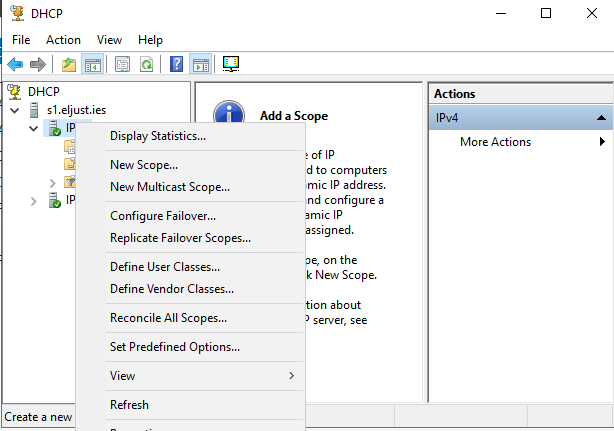 DHCP
File Action View Help
DHCP
s1.eljust.ies
IP
IP
Display Statistics...
New Scope...
New Multicast Scope...
Configure Failover...
Replicate Failover Scopes...
Define User Classes...
Define Vendor Classes...
Reconcile All Scopes...
Set Predefined Options...
View
Refresh
Add a Scope
e of IP
d to computers
amic IP address.
and configure a
amic IP
assigned.
pe, on the
k New Scope.
tion about
P server, see
Actions
IPv4
More Actions
Create a new